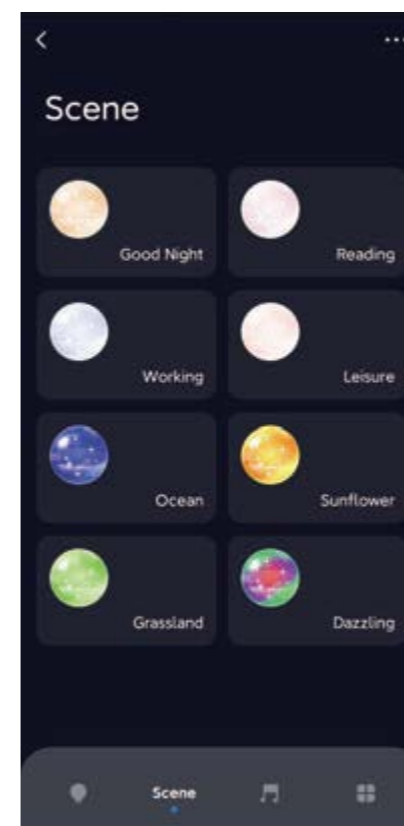 Scene
Good Night
Reading
Working
Leisure
Ocean
Sunflower
Grassland
Dazzling
Scene